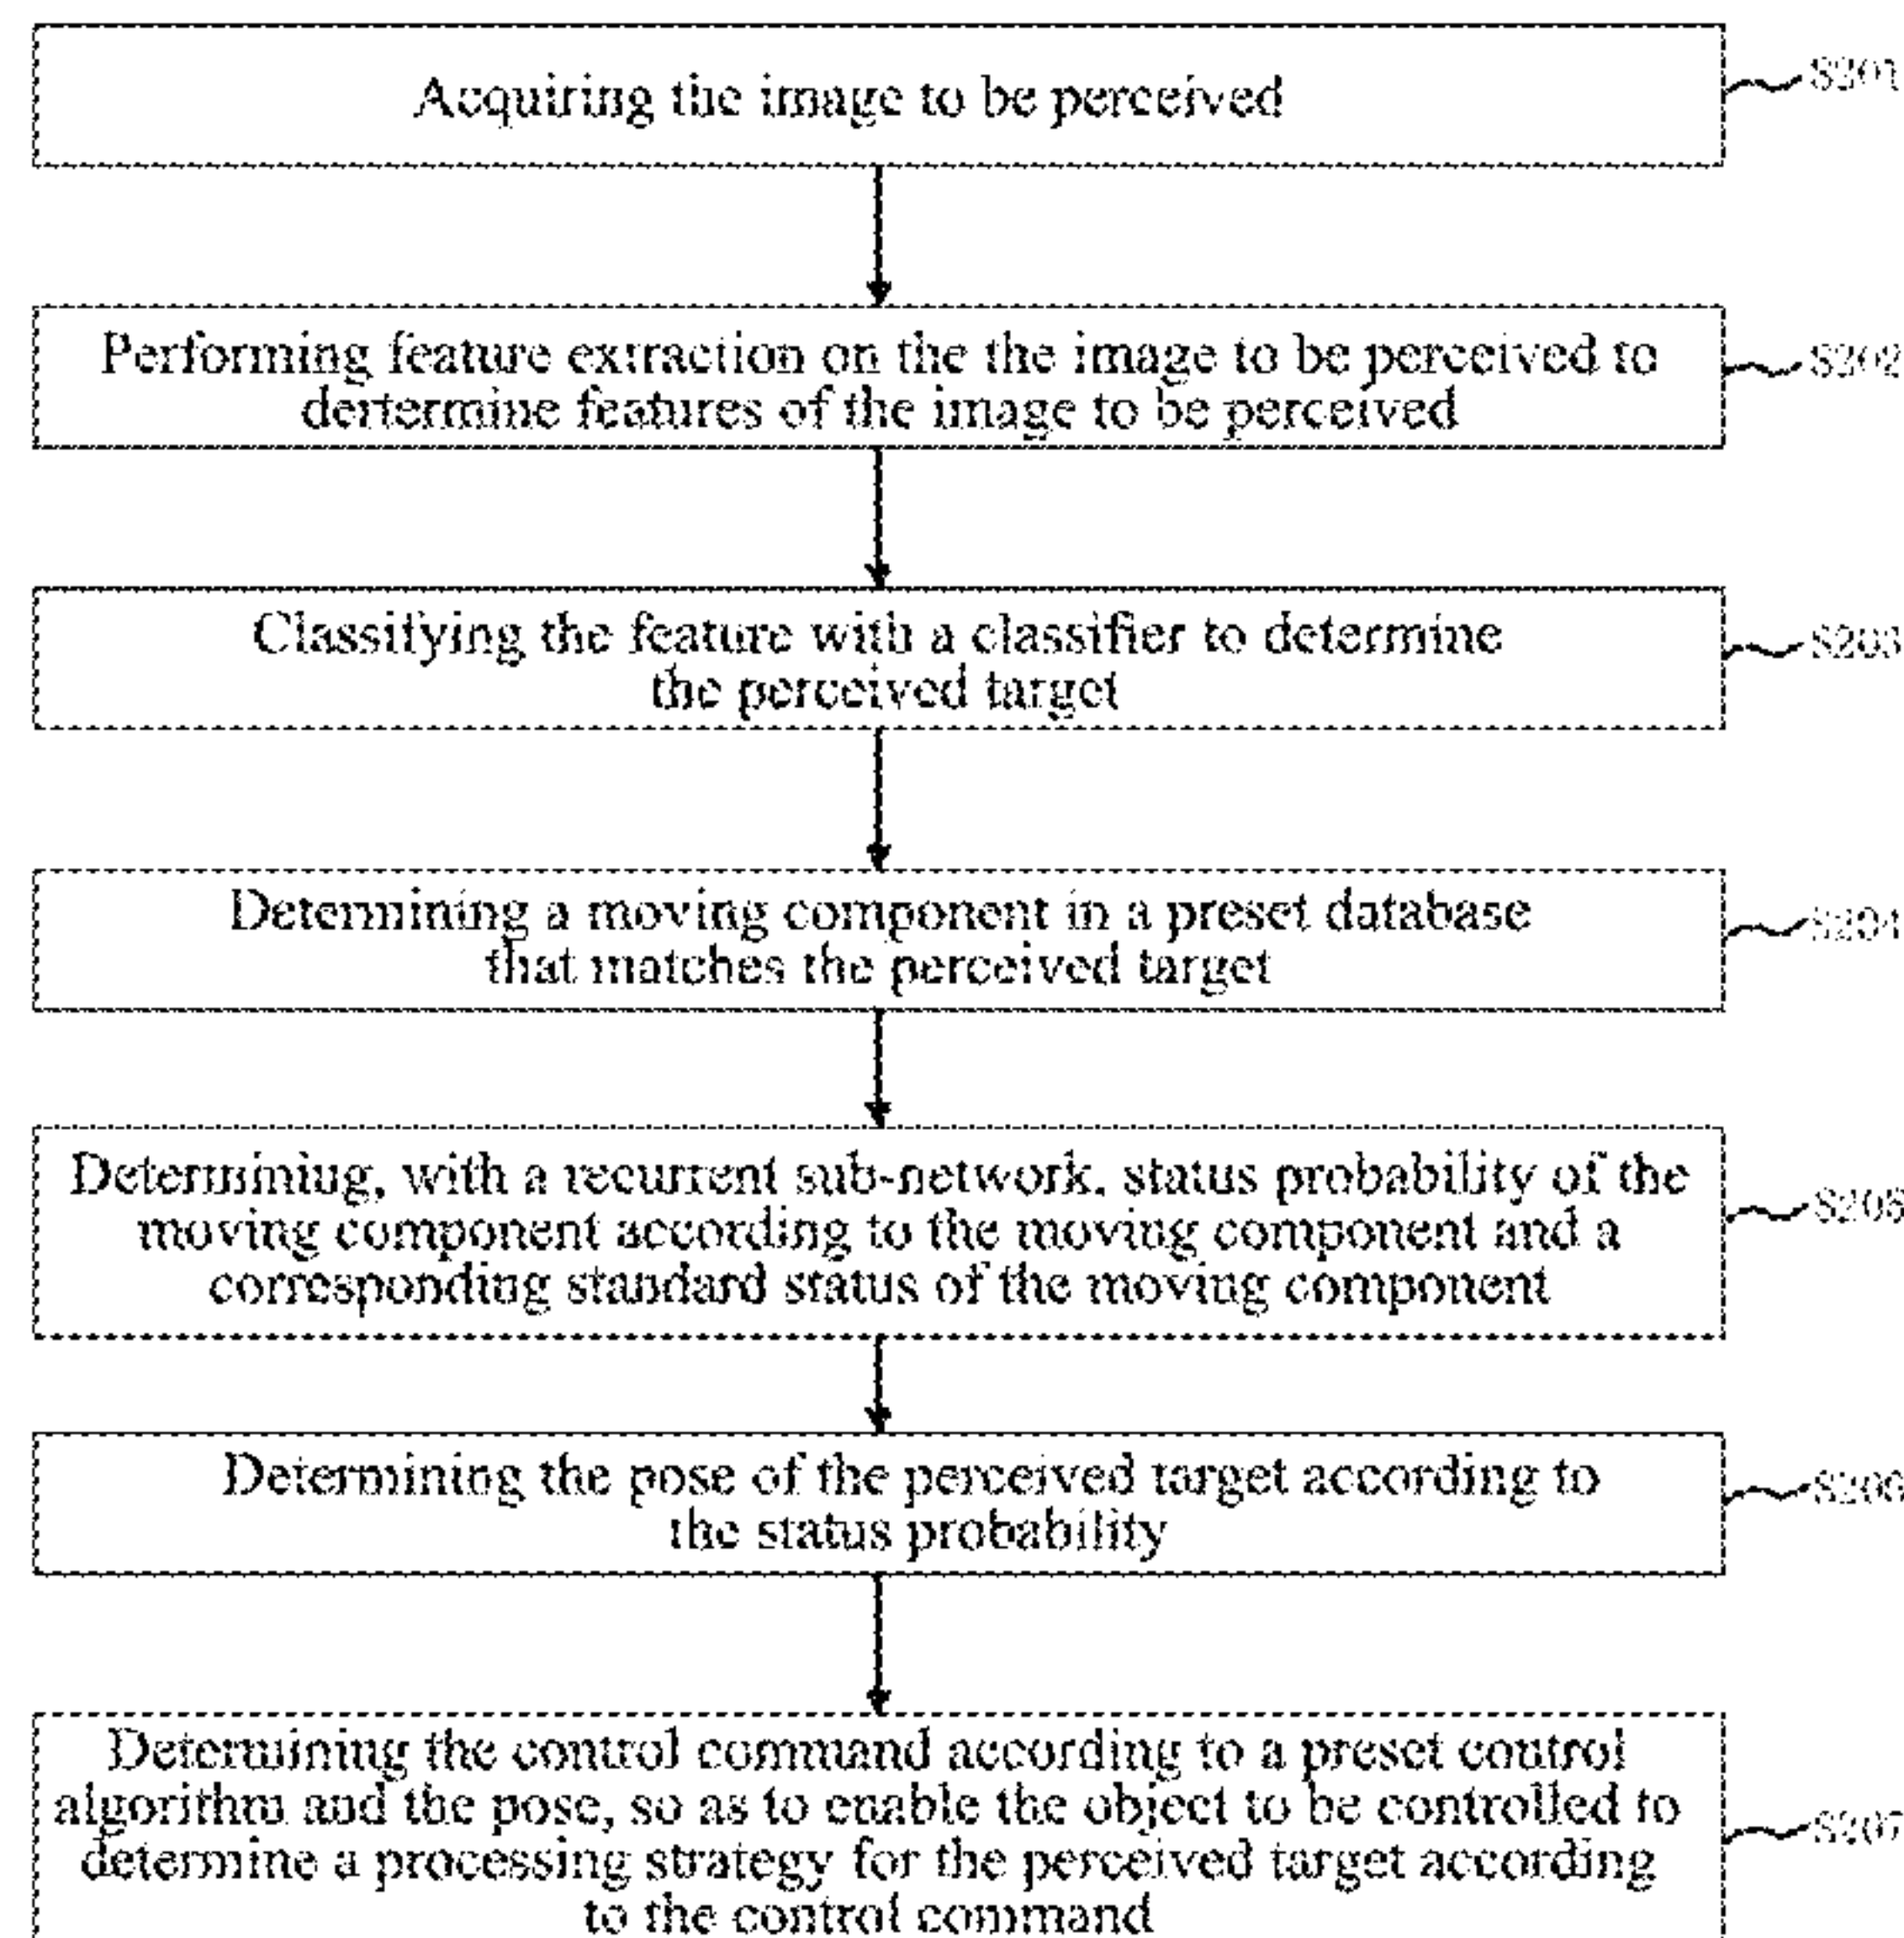 Acquiring the image to be perceived
S201
Performing feature extraction on the the image to be perceived to
S202
dertermine features of the image to be perceived
Classifying the feature with a classifier to determine
S203
the perceived target
Determining a moving component in a preset database
S204
that matches the perceived target
Determining, with a recurrent sub-network, status probability of the
moving component according to the moving component and a
S205
corresponding standard status of the moving component
Determining the pose of the perceived target according to
S206
the status probability
Determining the control command according to a preset control
algorithm and the pose, so as to enable the object to be controlled to
S207
determine a processing strategy for the perceived target according
to the control command